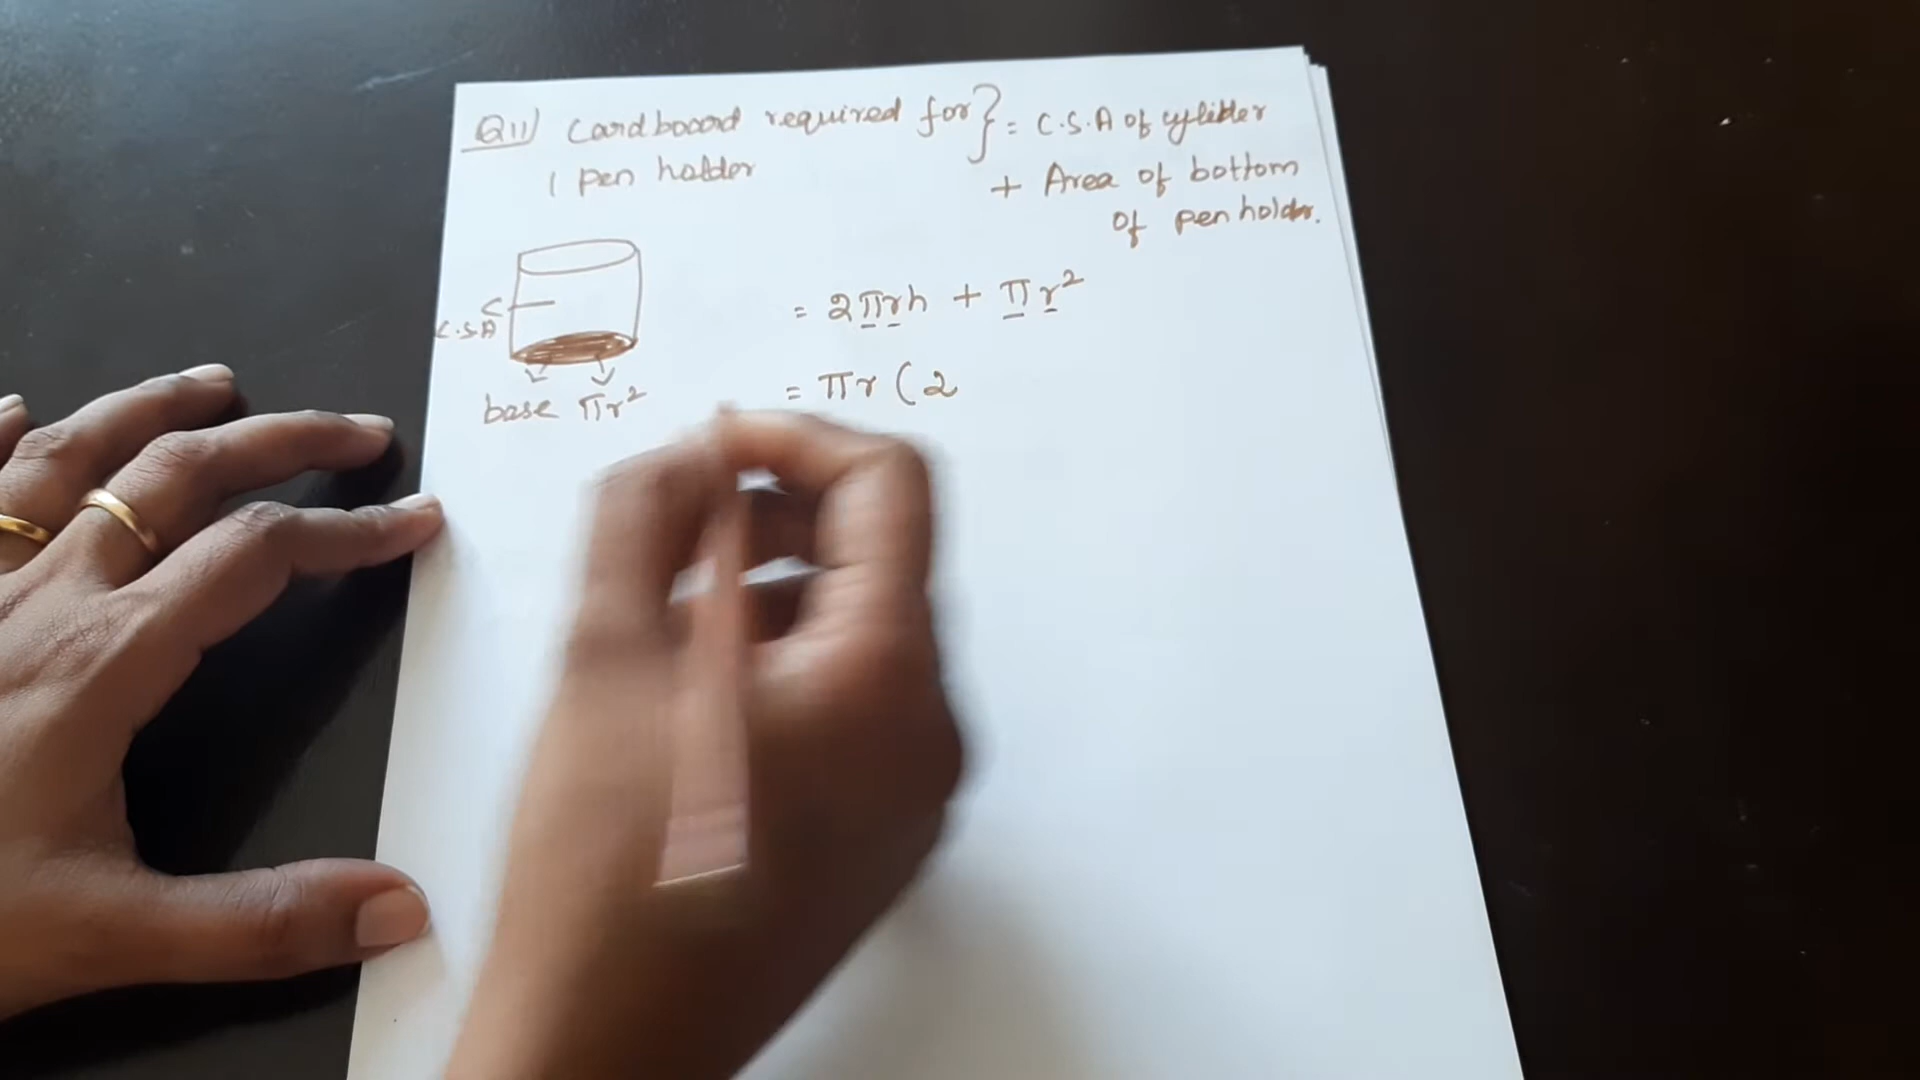 Q11) Cardboard required for } = C.S.A of cylider
1 pen holder
+ Area of bottom
of pen holder.
C.S.A
= 2πrh + πr²
= πr (2
base πr²